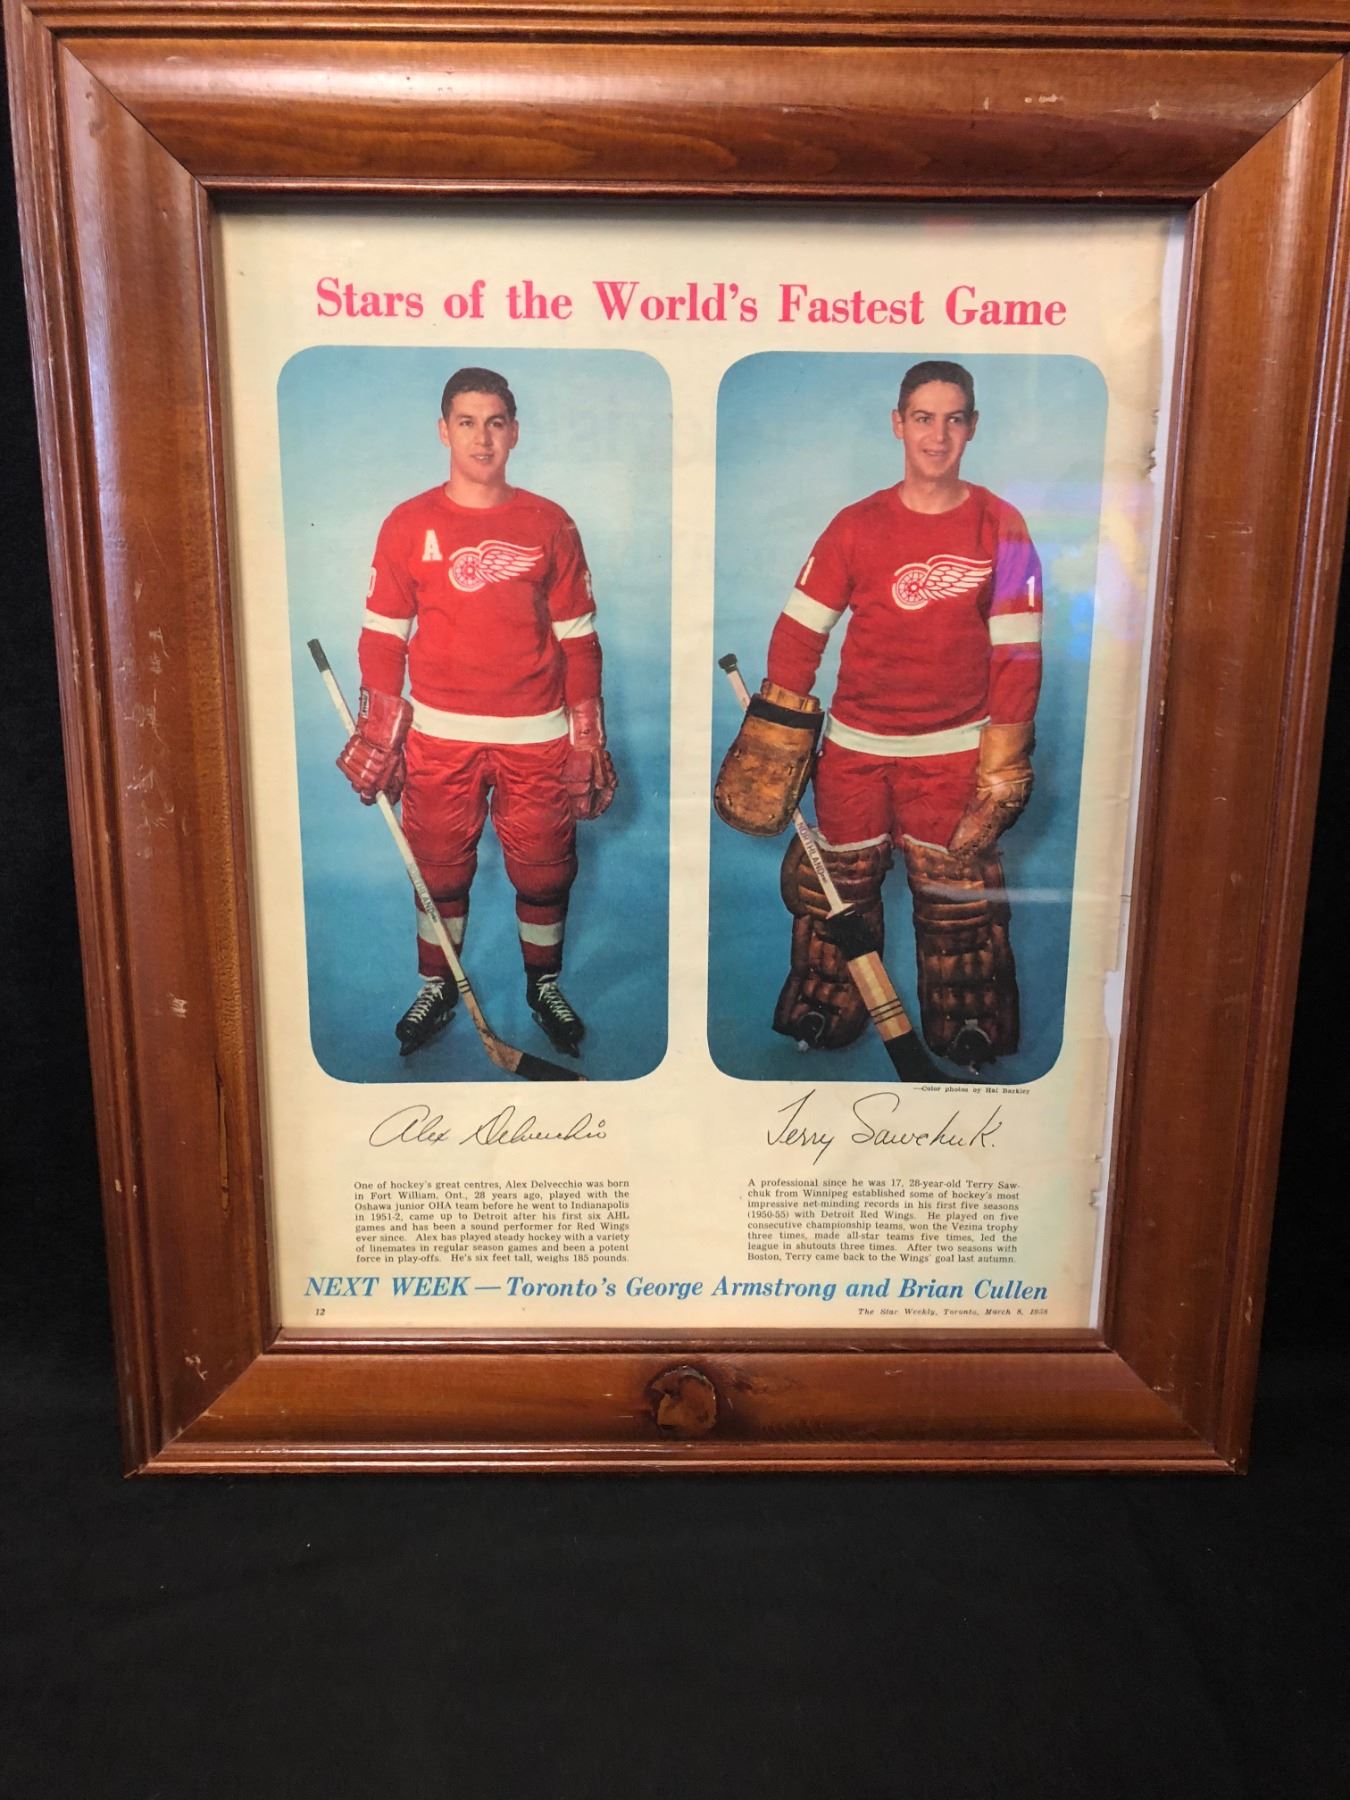 Stars of the World's Fastest Game
A
1
1
NORTHLAND
—Color photos by Hal Barkley
Alex Delvecchio
Terry Sawchuk.
One of hockey's great centres, Alex Delvecchio was born
in Fort William, Ont., 28 years ago, played with the
Oshawa junior OHA team before he went to Indianapolis
in 1951-2, came up to Detroit after his first six AHL
games and has been a sound performer for Red Wings
ever since. Alex has played steady hockey with a variety
of linemates in regular season games and been a potent
force in play-offs. He's six feet tall, weighs 185 pounds.
A professional since he was 17, 28-year-old Terry Saw-
chuk from Winnipeg established some of hockey's most
impressive net-minding records in his first five seasons
(1950-55) with Detroit Red Wings. He played on five
consecutive championship teams, won the Vezina trophy
three times, made all-star teams five times, led the
league in shutouts three times. After two seasons with
Boston, Terry came back to the Wings' goal last autumn.
NEXT WEEK — Toronto's George Armstrong and Brian Cullen
12
The Star Weekly, Toronto, March 8, 1958